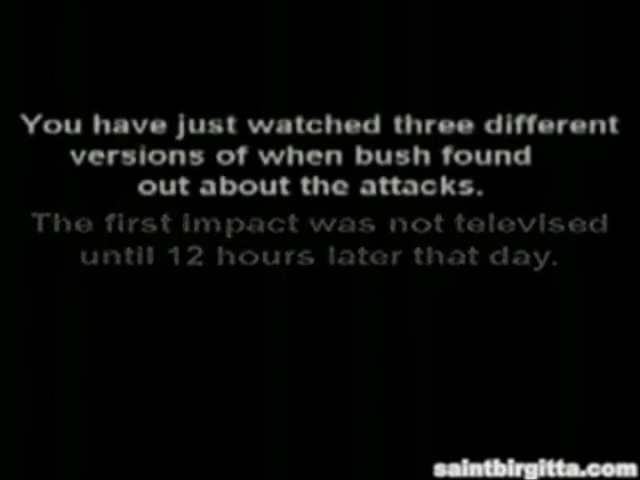 You have just watched three different
versions of when bush found
out about the attacks.
The first impact was not televised
until 12 hours later that day.
saintbirgitta.com